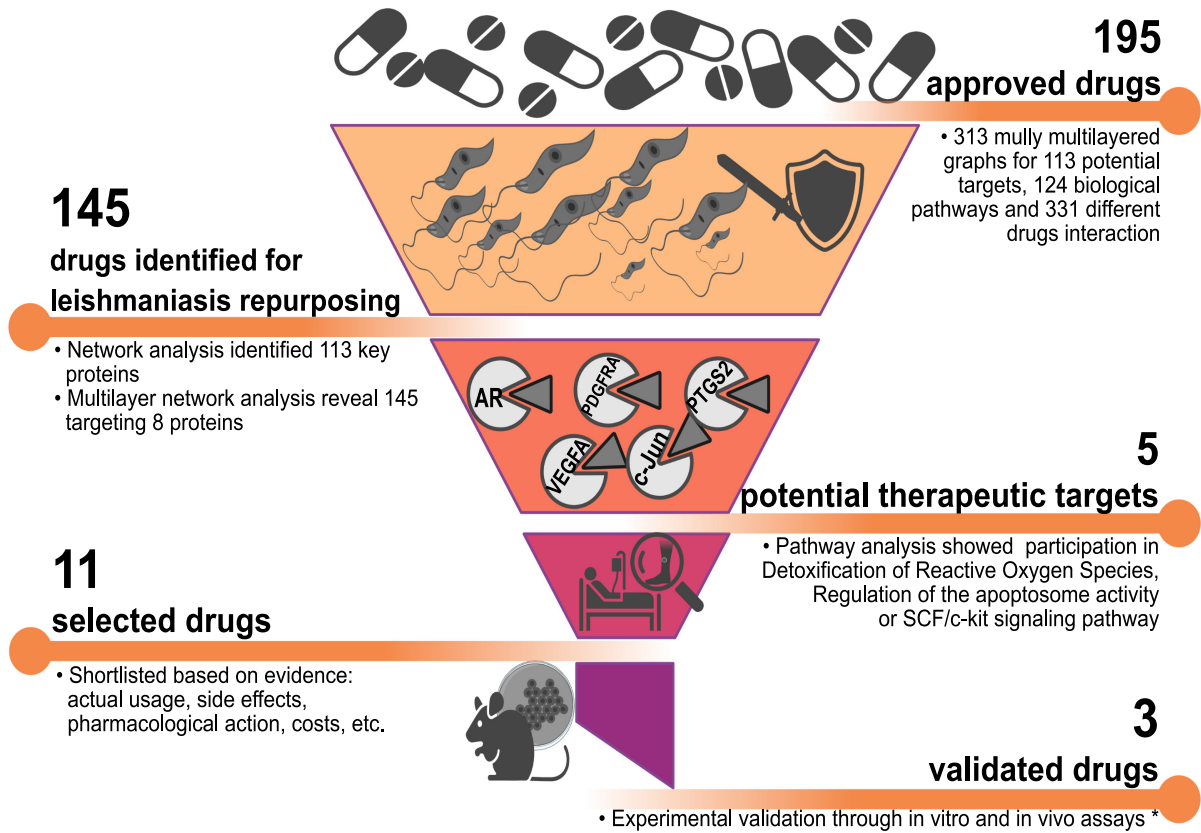 195
approved drugs
• 313 mully multilayered
graphs for 113 potential
targets, 124 biological
pathways and 331 different
drugs interaction
145
drugs identified for
leishmaniasis repurposing
• Network analysis identified 113 key
proteins
• Multilayer network analysis reveal 145
targeting 8 proteins
AR
PDGFRA
PTGS2
VEGFA
c-Jun
5
potential therapeutic targets
• Pathway analysis showed participation in
Detoxification of Reactive Oxygen Species,
Regulation of the apoptosome activity
or SCF/c-kit signaling pathway
11
selected drugs
• Shortlisted based on evidence:
actual usage, side effects,
pharmacological action, costs, etc.
3
validated drugs
• Experimental validation through in vitro and in vivo assays *